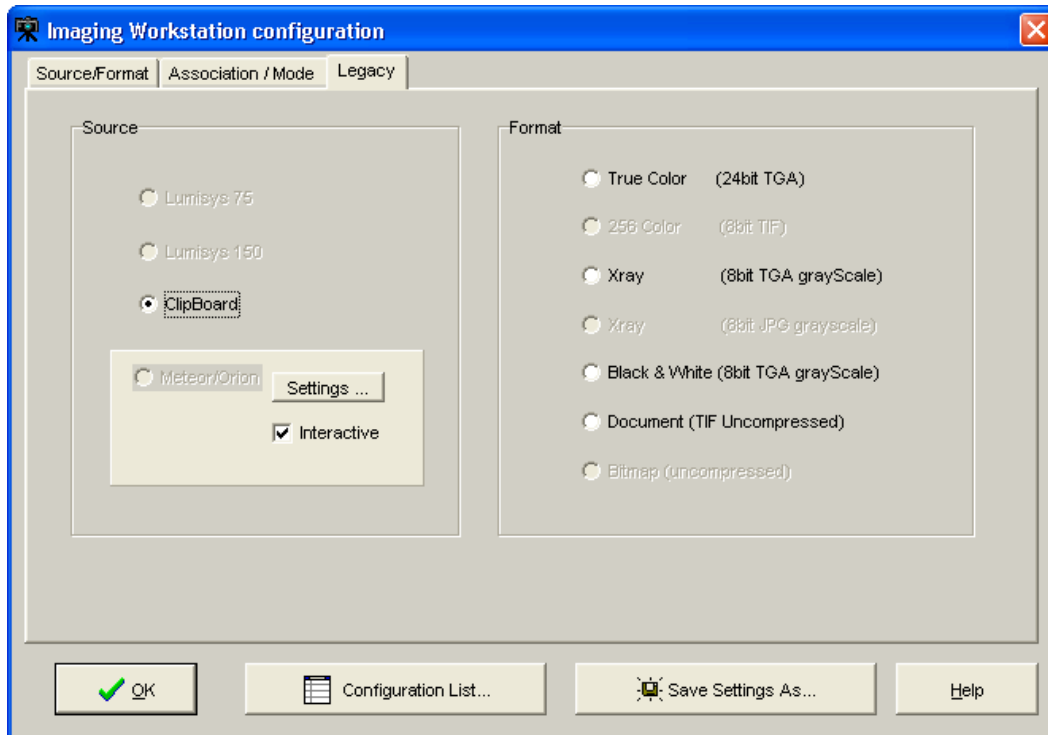 Imaging Workstation configuration
Source/Format Association / Mode Legacy
Source
Lumisys 75
Lumisys 150
ClipBoard
Meteor/Orion
Settings ...
Interactive
Format
True Color (24bit TGA)
256 Color (8bit TIF)
Xray (8bit TGA grayScale)
Xray (8bit JPG grayscale)
Black & White (8bit TGA grayScale)
Document (TIF Uncompressed)
Bitmap (uncompressed)
OK
Configuration List...
Save Settings As...
Help